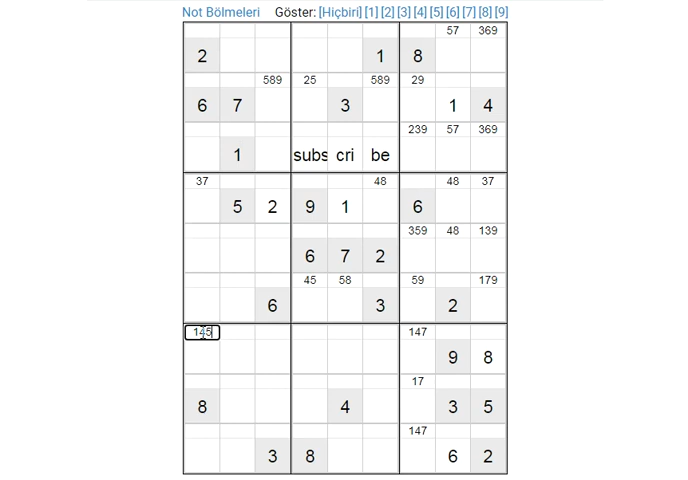 Not Bölmeleri Göster: [Hiçbiri] [1] [2] [3] [4] [5] [6] [7] [8] [9]
57 369
2 1 8
589 25 589 29
6 7 3 1 4
239 57 369
1 subs cri be
37 48 48 37
5 2 9 1 6
359 48 139
6 7 2
45 58 59 179
6 3 2
145 147
9 8
17
8 4 3 5
147
3 8 6 2